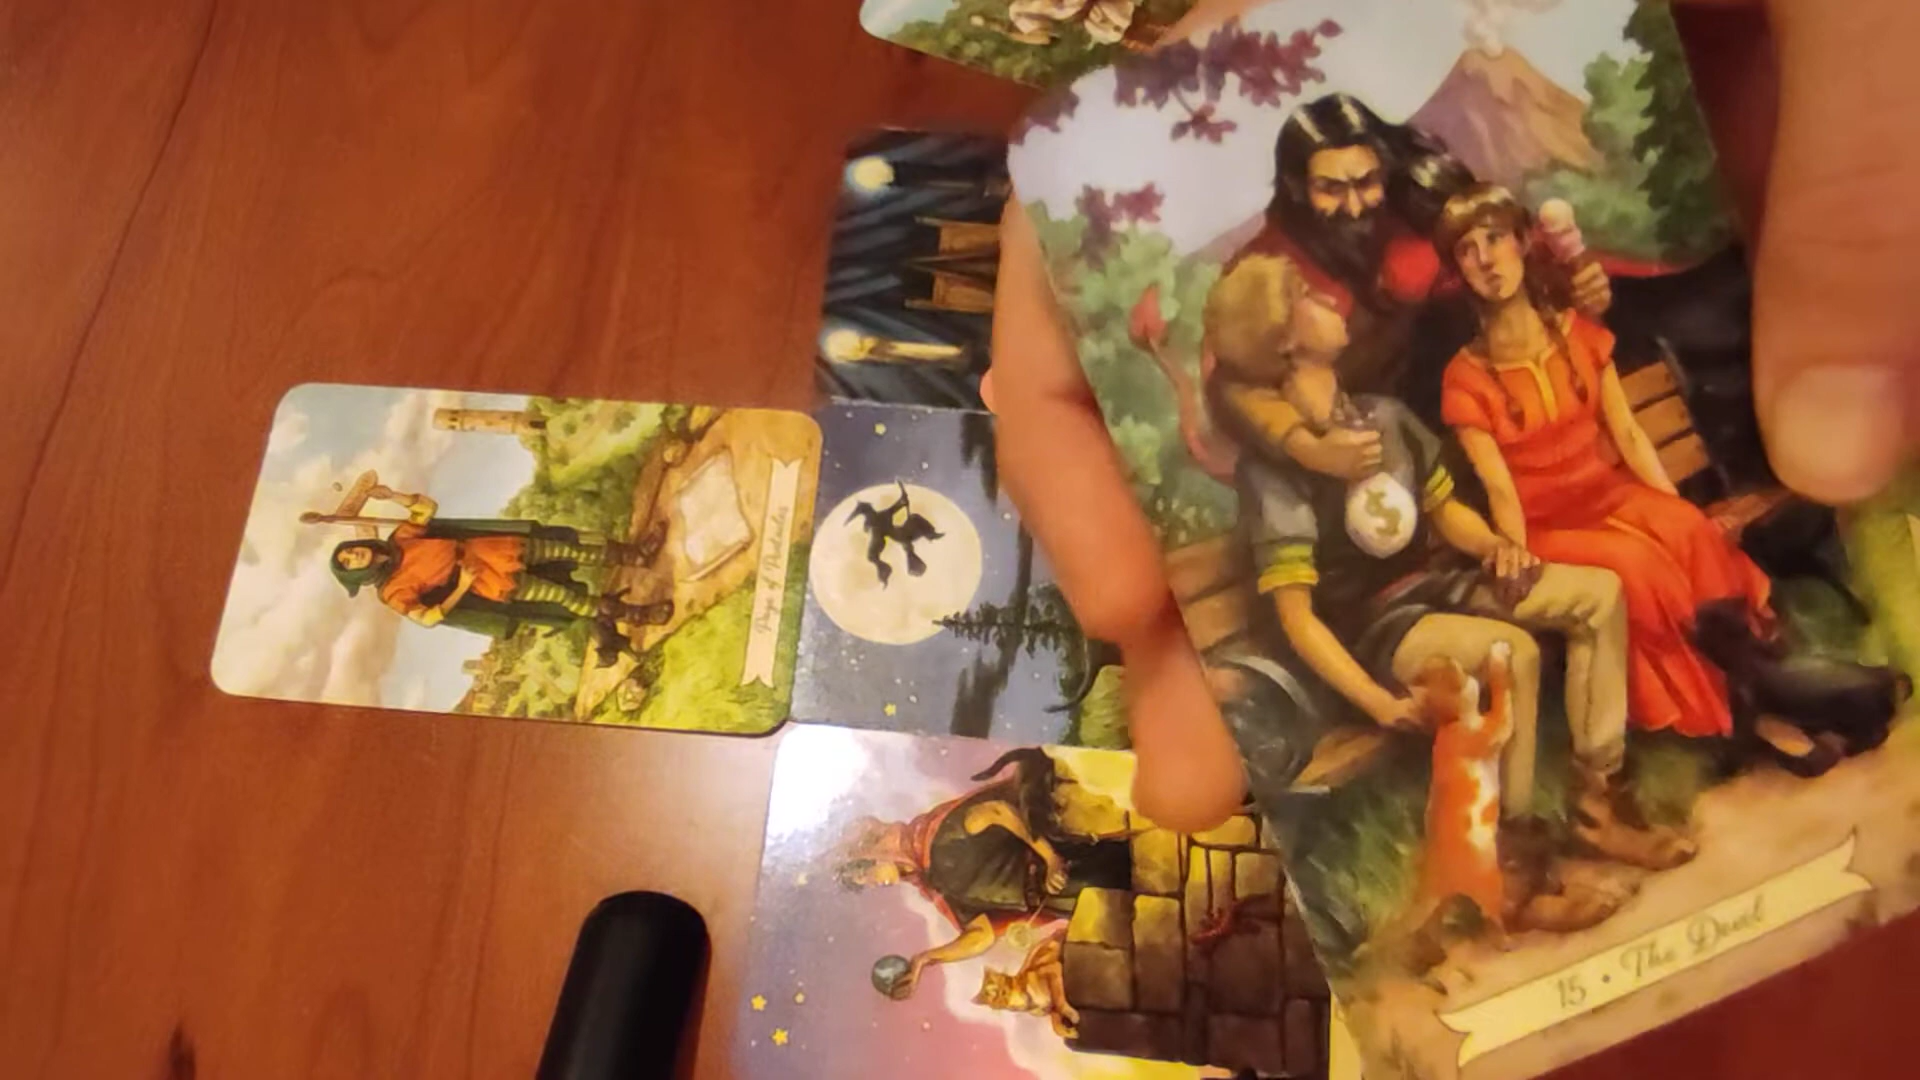 Page of Pentacles
$
15 • The Devil